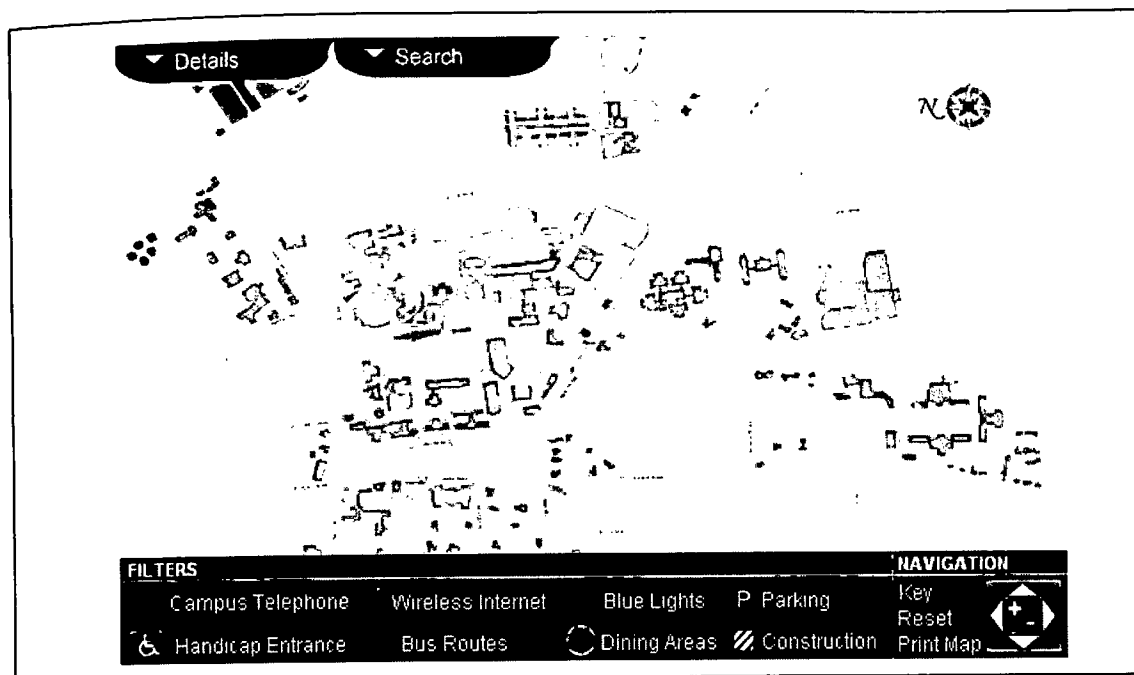 Details
Search
N
FILTERS
NAVIGATION
Campus Telephone
Wireless Internet
Blue Lights
P Parking
Key
Reset
Handicap Entrance
Bus Routes
Dining Areas
Construction
Print Map
+
-